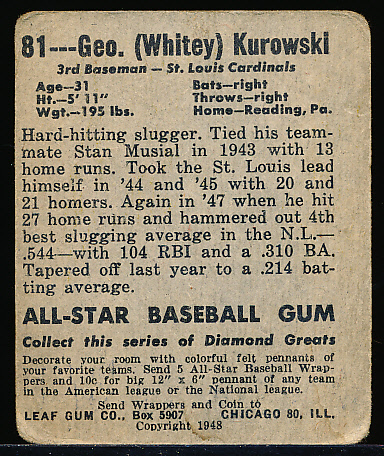 81---Geo. (Whitey) Kurowski
3rd Baseman — St. Louis Cardinals
Age—31 Bats—right
Ht.—5' 11" Throws—right
Wgt.—195 lbs. Home—Reading, Pa.
Hard-hitting slugger. Tied his team-
mate Stan Musial in 1943 with 13
home runs. Took the St. Louis lead
himself in '44 and '45 with 20 and
21 homers. Again in '47 when he hit
27 home runs and hammered out 4th
best slugging average in the N.L.—
.544—with 104 RBI and a .310 BA.
Tapered off last year to a .214 bat-
ting average.
ALL-STAR BASEBALL GUM
Collect this series of Diamond Greats
Decorate your room with colorful felt pennants of
your favorite teams. Send 5 All-Star Baseball Wrap-
pers and 10c for big 12" x 6" pennant of any team
in the American league or the National league.
Send Wrappers and Coin to
LEAF GUM CO., Box 5907 CHICAGO 80, ILL.
Copyright 1948